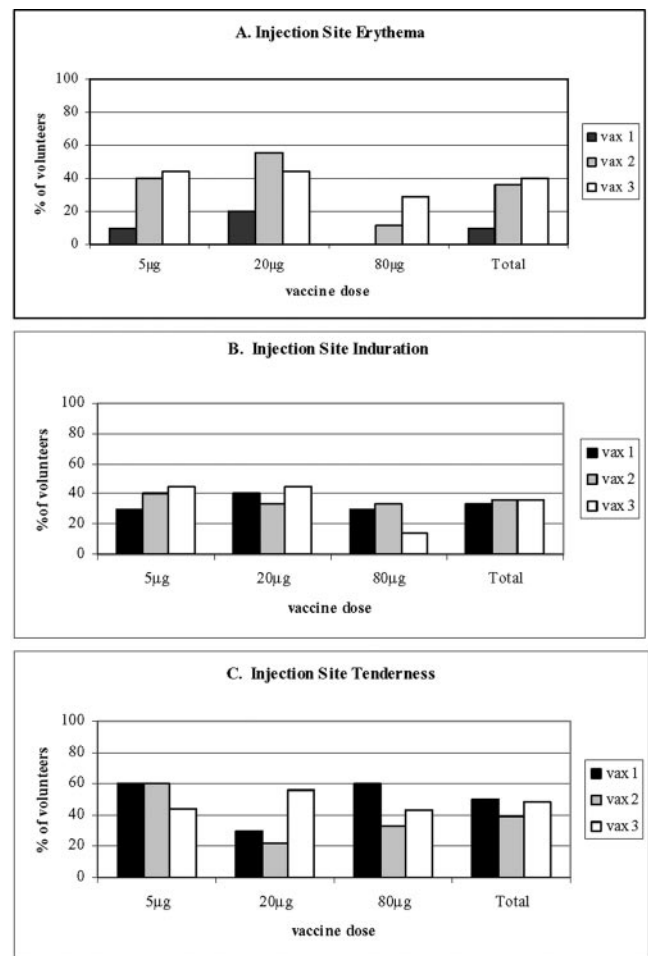 A. Injection Site Erythema
100
80
60
40
20
0
% of volunteers
5µg
20µg
80µg
Total
vaccine dose
vax 1
vax 2
vax 3
B. Injection Site Induration
100
80
60
40
20
0
%of volunteers
5µg
20µg
80µg
Total
vaccine dose
vax 1
vax 2
vax 3
C. Injection Site Tenderness
100
80
60
40
20
0
% of volunteers
5µg
20µg
80µg
Total
vaccine dose
vax 1
vax 2
vax 3